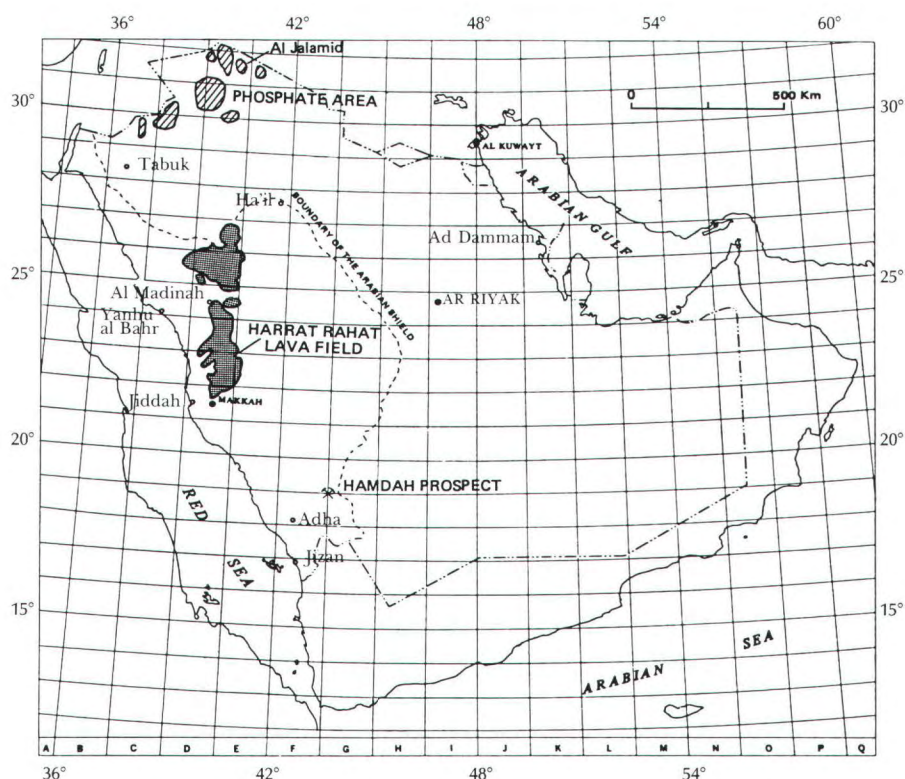 36° 42° 48° 54° 60°
Al Jalamid
PHOSPHATE AREA
0 500 Km
30° 30°
AL KUWAYT
Tabuk
ARABIAN GULF
Ha'il
BOUNDARY OF THE ARABIAN SHIELD
Ad Dammam
25° 25°
Al Madinah
AR RIYAK
Yanhu
al Bahr
HARRAT RAHAT
LAVA FIELD
Jiddah
MAKKAH
20° 20°
HAMDAH PROSPECT
RED SEA
Adha
Jizan
15° 15°
ARABIAN SEA
A B C D E F G H I J K L M N O P Q
36° 42° 48° 54°